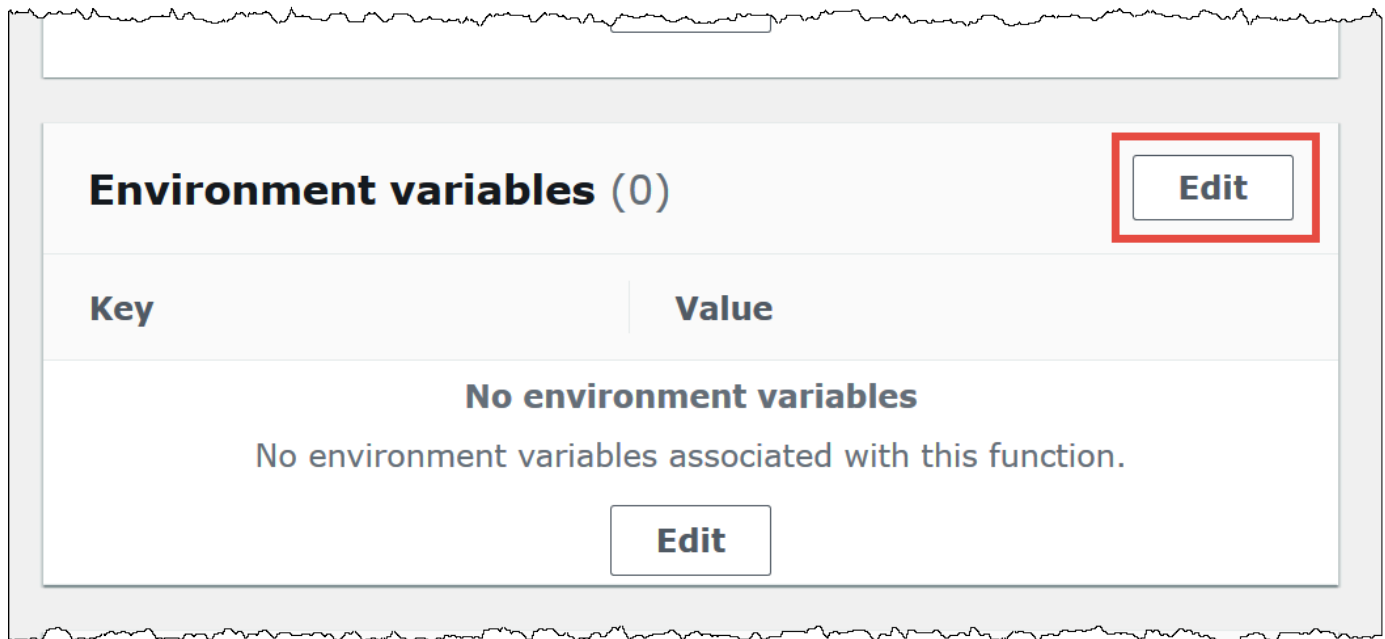 Environment variables (0)
Edit
Key
Value
No environment variables
No environment variables associated with this function.
Edit